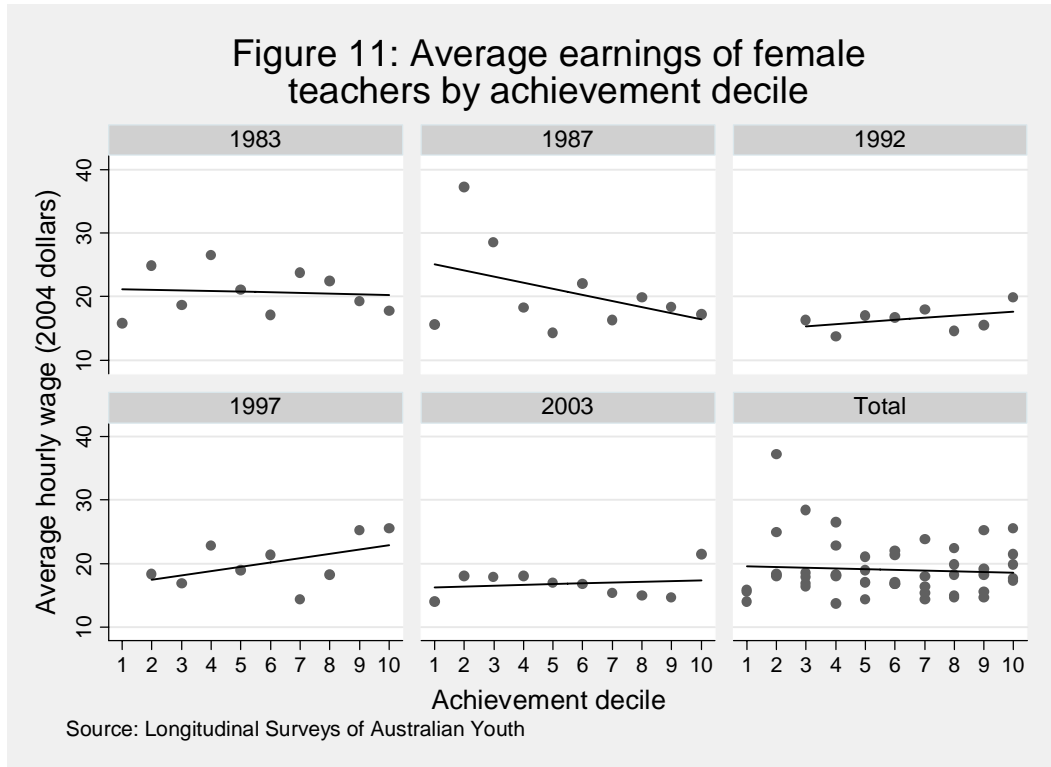 Figure 11: Average earnings of female
teachers by achievement decile
Average hourly wage (2004 dollars)
1983
1987
1992
40
30
20
10
1997
2003
Total
40
30
20
10
1 2 3 4 5 6 7 8 9 10
1 2 3 4 5 6 7 8 9 10
1 2 3 4 5 6 7 8 9 10
Achievement decile
Source: Longitudinal Surveys of Australian Youth